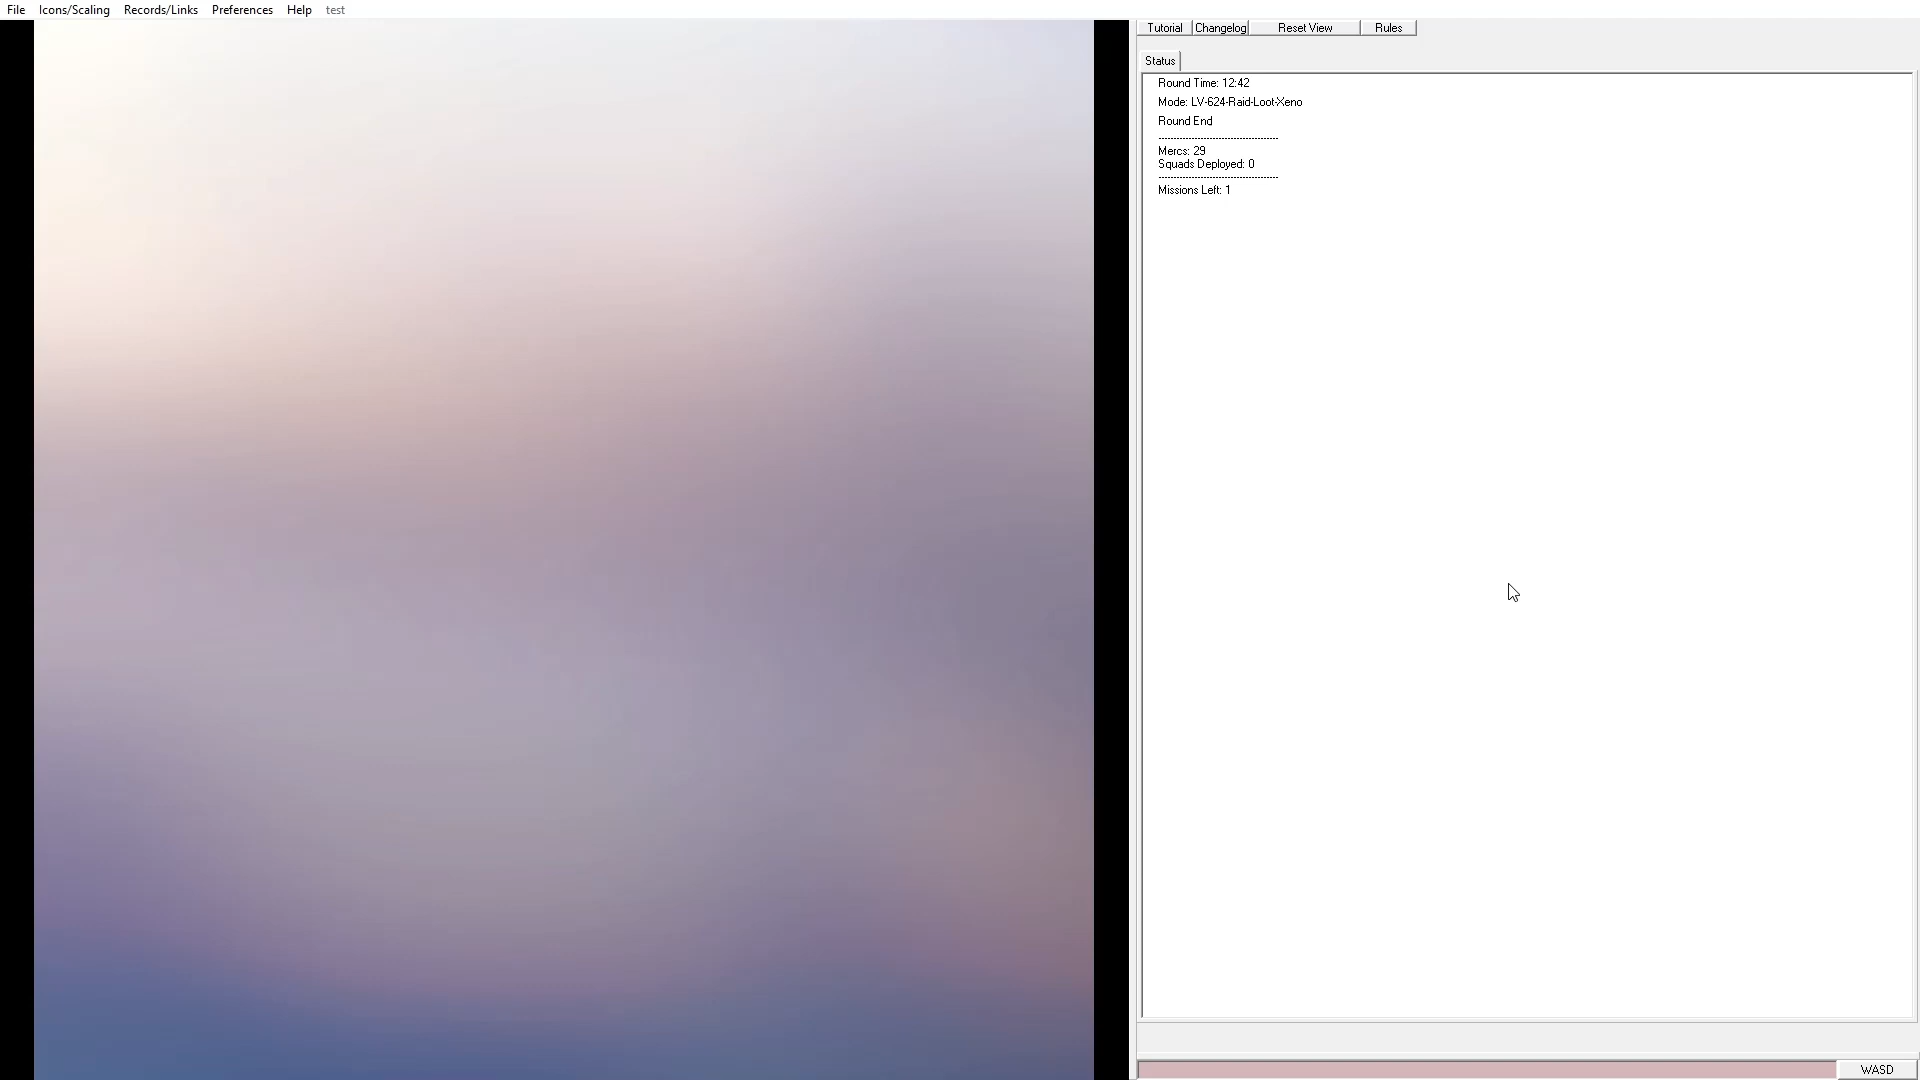 File Icons/Scaling Records/Links Preferences Help test
Tutorial Changelog Reset View Rules
Status
Round Time: 12:42
Mode: LV-624-Raid-Loot-Xeno
Round End
Mercs: 29
Squads Deployed: 0
Missions Left: 1
WASD